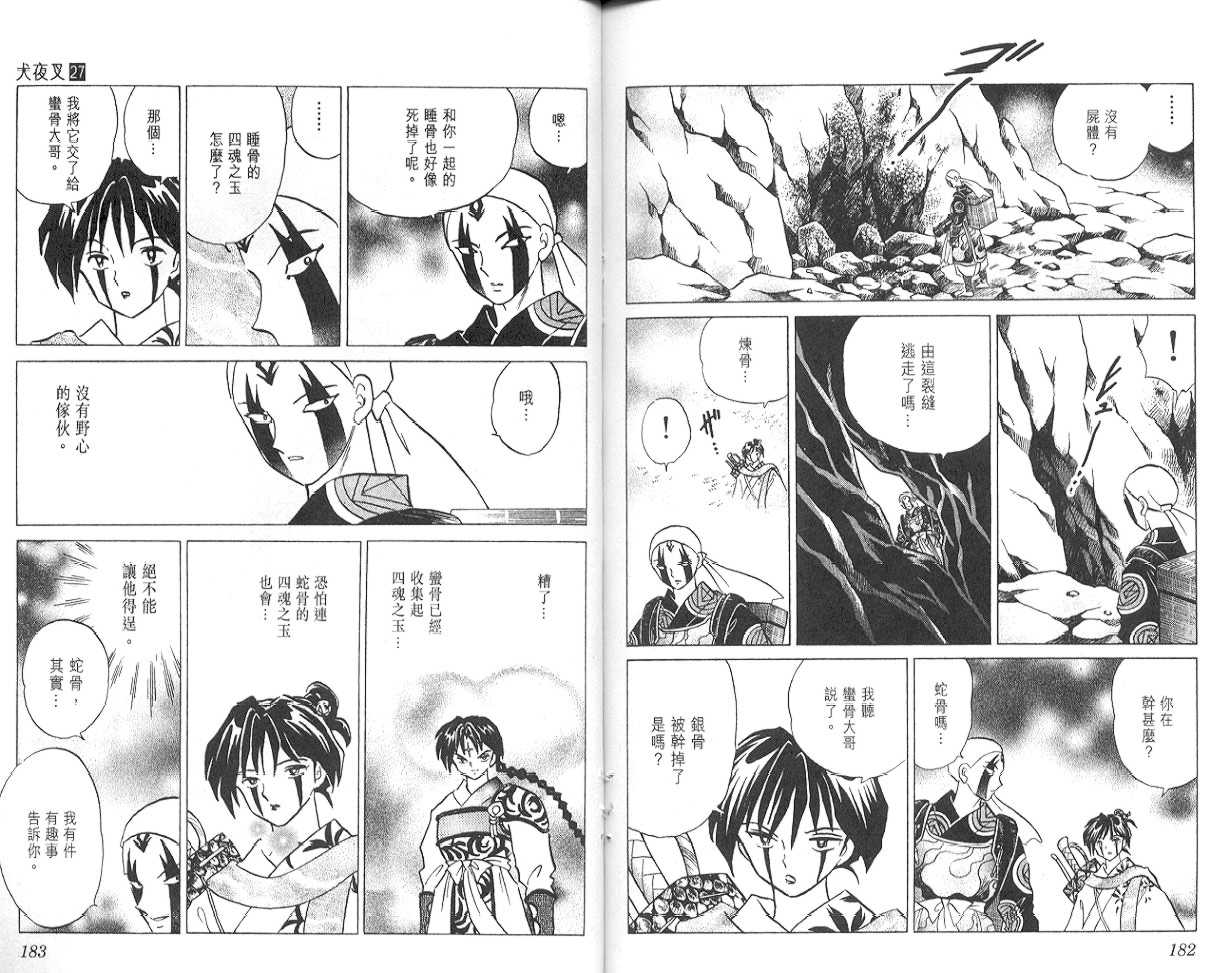 ゴ゛
……
沒有
屍體?
!
ヒュ…
由這裂縫
逃走了嗎…
煉骨…
ザ…
!
你在
幹甚麼?
蛇骨嗎…
我聽
蠻骨大哥
說了。
銀骨
被幹掉了
是嗎?
182
犬夜叉 27
嗯…
和你一起的
睡骨也好像
死掉了呢。
……
睡骨的
四魂之玉
怎麼了?
那個…
我將它交了給
蠻骨大哥。
哦…
沒有野心
的傢伙。
糟了…
蠻骨已經
收集起
四魂之玉…
恐怕連
蛇骨的
四魂之玉
也會…
絕不能
讓他得逞。
蛇骨,
其實…
我有件
有趣事
告訴你。
183